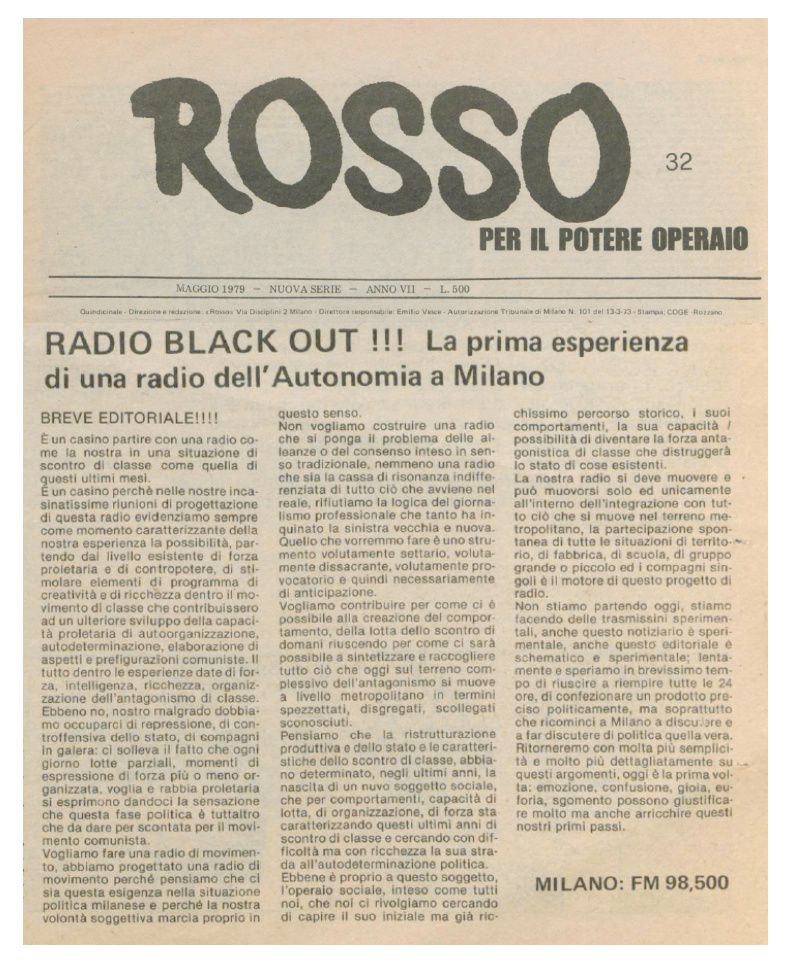 ROSSO
32
PER IL POTERE OPERAIO
MAGGIO 1979 — NUOVA SERIE — ANNO VII — L. 500
Quindicinale - Direzione e redazione: «Rosso» Via Disciplini 2 Milano - Direttore responsabile: Emilio Vesce - Autorizzazione Tribunale di Milano N. 101 del 13-3-73 - Stampa: COGE - Rozzano
RADIO BLACK OUT !!! La prima esperienza
di una radio dell'Autonomia a Milano
BREVE EDITORIALE!!!!
È un casino partire con una radio co-
me la nostra in una situazione di
scontro di classe come quella di
questi ultimi mesi.
È un casino perchè nelle nostre inca-
sinatissime riunioni di progettazione
di questa radio evidenziamo sempre
come momento caratterizzante della
nostra esperienza la possibilità, par-
tendo dal livello esistente di forza
proletaria e di contropotere, di sti-
molare elementi di programma di
creatività e di ricchezza dentro il mo-
vimento di classe che contribuissero
ad un ulteriore sviluppo della capaci-
tà proletaria di autoorganizzazione,
autodeterminazione, elaborazione di
aspetti e prefigurazioni comuniste. Il
tutto dentro le esperienze date di for-
za, intelligenza, ricchezza, organiz-
zazione dell'antagonismo di classe.
Ebbeno no, nostro malgrado dobbia-
mo occuparci di repressione, di con-
troffensiva dello stato, di compagni
in galera: ci solleva il fatto che ogni
giorno lotte parziali, momenti di
espressione di forza più o meno or-
ganizzata, voglia e rabbia proletaria
si esprimono dandoci la sensazione
che questa fase politica è tuttaltro
che da dare per scontata per il movi-
mento comunista.
Vogliamo fare una radio di movimen-
to, abbiamo progettato una radio di
movimento perchè pensiamo che ci
sia questa esigenza nella situazione
politica milanese e perché la nostra
volontà soggettiva marcia proprio in
questo senso.
Non vogliamo costruire una radio
che si ponga il problema delle al-
leanze o del consenso inteso in sen-
so tradizionale, nemmeno una radio
che sia la cassa di risonanza indiffe-
renziata di tutto ciò che avviene nel
reale, rifiutiamo la logica del giorna-
lismo professionale che tanto ha in-
quinato la sinistra vecchia e nuova.
Quello che vorremmo fare è uno stru-
mento volutamente settario, voluta-
mente dissacrante, volutamente pro-
vocatorio e quindi necessariamente
di anticipazione.
Vogliamo contribuire per come ci è
possibile alla creazione del compor-
tamento, della lotta dello scontro di
domani riuscendo per come ci sarà
possibile a sintetizzare e raccogliere
tutto ciò che oggi sul terreno com-
plessivo dell'antagonismo si muove
a livello metropolitano in termini
spezzettati, disgregati, scollegati
sconosciuti.
Pensiamo che la ristrutturazione
produttiva e dello stato e le caratteri-
stiche dello scontro di classe, abbia-
no determinato, negli ultimi anni, la
nascita di un nuvo soggetto sociale,
che per comportamenti, capacità di
lotta, di organizzazione, di forza sta
caratterizzando questi ultimi anni di
scontro di classe e cercando con dif-
ficoltà ma con ricchezza la sua stra-
da all'autodeterminazione politica.
Ebbene è proprio a questo soggetto,
l'operaio sociale, inteso come tutti
noi, che noi ci rivolgiamo cercando
di capire il suo iniziale ma già ric-
chissimo percorso storico, i suoi
comportamenti, la sua capacità /
possibilità di diventare la forza anta-
gonistica di classe che distruggerà
lo stato di cose esistenti.
La nostra radio si deve muovere e
può muoversi solo ed unicamente
all'interno dell'integrazione con tut-
to ciò che si muove nel terreno me-
tropolitano, la partecipazione spon-
tanea di tutte le situazioni di territo-
rio, di fabbrica, di scuola, di gruppo
grande o piccolo ed i compagni sin-
goli è il motore di questo progetto di
radio.
Non stiamo partendo oggi, stiamo
facendo delle trasmissini sperimen-
tali, anche questo notiziario è speri-
mentale, anche questo editoriale è
schematico e sperimentale; lenta-
mente e speriamo in brevissimo tem-
po di riuscire a riempire tutte le 24
ore, di confezionare un prodotto pre-
ciso politicamente, ma soprattutto
che ricominci a Milano a discutere e
a far discutere di politica quella vera.
Ritorneremo con molta più semplici-
tà e molto più dettagliatamente su
questi argomenti, oggi è la prima vol-
ta: emozione, confusione, gioia, eu-
foria, sgomento possono giustifica-
re molto ma anche arricchire questi
nostri primi passi.
MILANO: FM 98,500